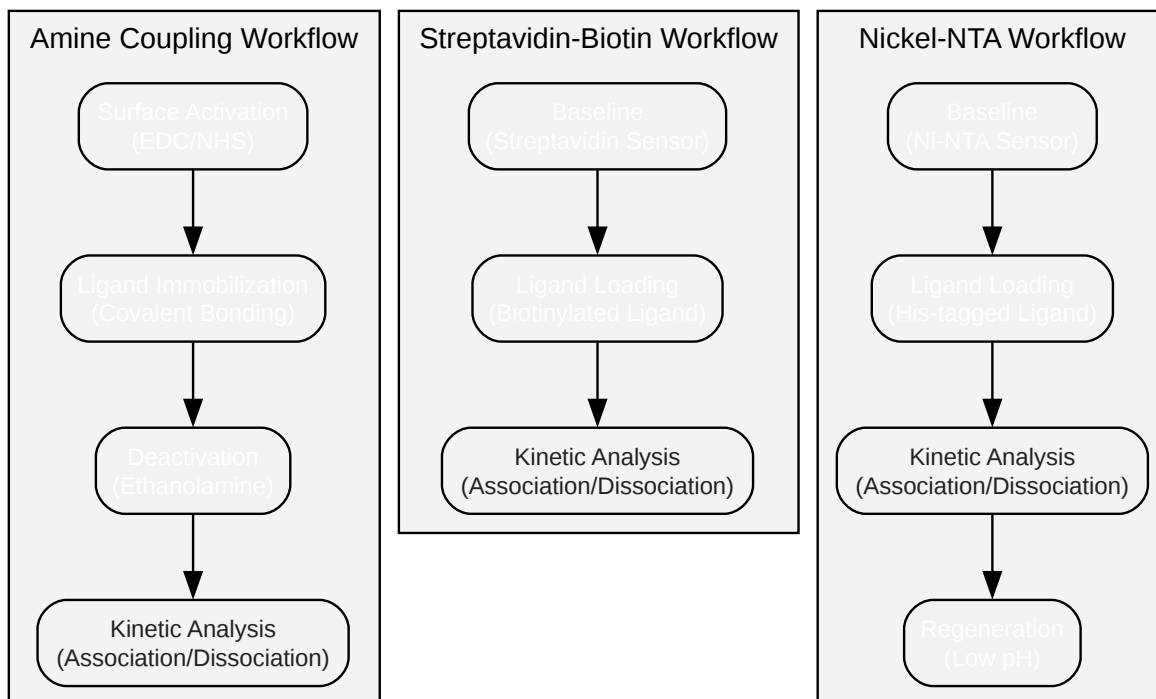 Amine Coupling Workflow
Surface Activation
(EDC/NHS)
Ligand Immobilization
(Covalent Bonding)
Deactivation
(Ethanolamine)
Kinetic Analysis
(Association/Dissociation)
Streptavidin-Biotin Workflow
Baseline
(Streptavidin Sensor)
Ligand Loading
(Biotinylated Ligand)
Kinetic Analysis
(Association/Dissociation)
Nickel-NTA Workflow
Baseline
(Ni-NTA Sensor)
Ligand Loading
(His-tagged Ligand)
Kinetic Analysis
(Association/Dissociation)
Regeneration
(Low pH)